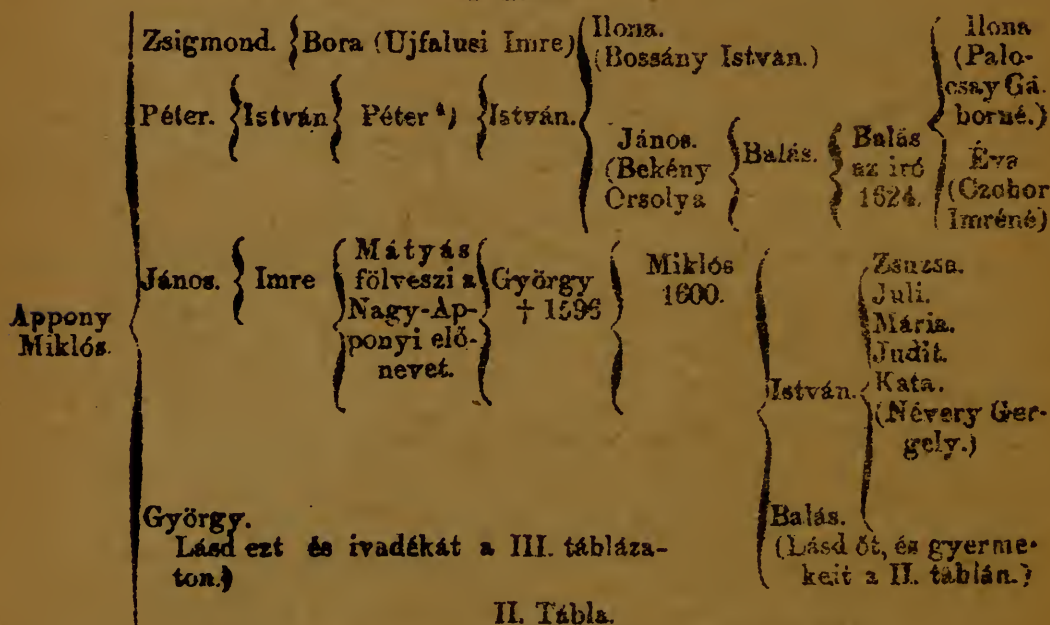 Appony
Miklós.
Zsigmond.
Bora (Ujfalusi Imre)
Péter.
István
Péter ⁴)
István.
Ilona.
(Bossány István.)
János.
(Bekény
Orsolya
Balás.
Balás
az iró
1624.
Ilona
(Palo-
csay Gá-
borné.)
Éva
(Czobor
Imréné)
János.
Imre
Mátyás
fölveszi a
Nagy-Ap-
ponyi elő-
nevet.
György
† 1596
Miklós
1600.
István.
Zsuzsa.
Juli.
Mária.
Judit.
Kata.
(Névery Ger-
gely.)
Balás.
(Lásd őt, és gyerme-
keit a II. táblán.)
György.
Lásd ezt és ivadékát a III. tábláza-
ton.)
II. Tábla.